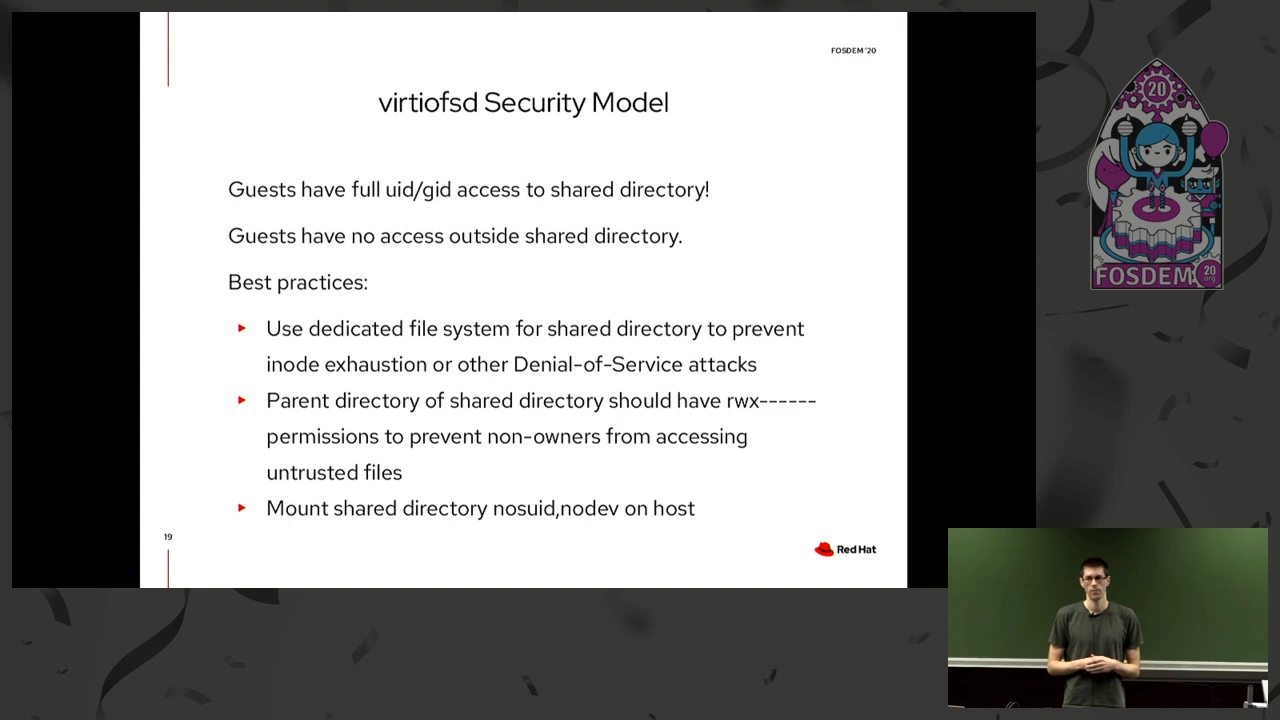 FOSDEM '20
virtiofsd Security Model
Guests have full uid/gid access to shared directory!
Guests have no access outside shared directory.
Best practices:
Use dedicated file system for shared directory to prevent
inode exhaustion or other Denial-of-Service attacks
Parent directory of shared directory should have rwx------
permissions to prevent non-owners from accessing
untrusted files
Mount shared directory nosuid,nodev on host
19
Red Hat
20
FOSDEM
20
.org